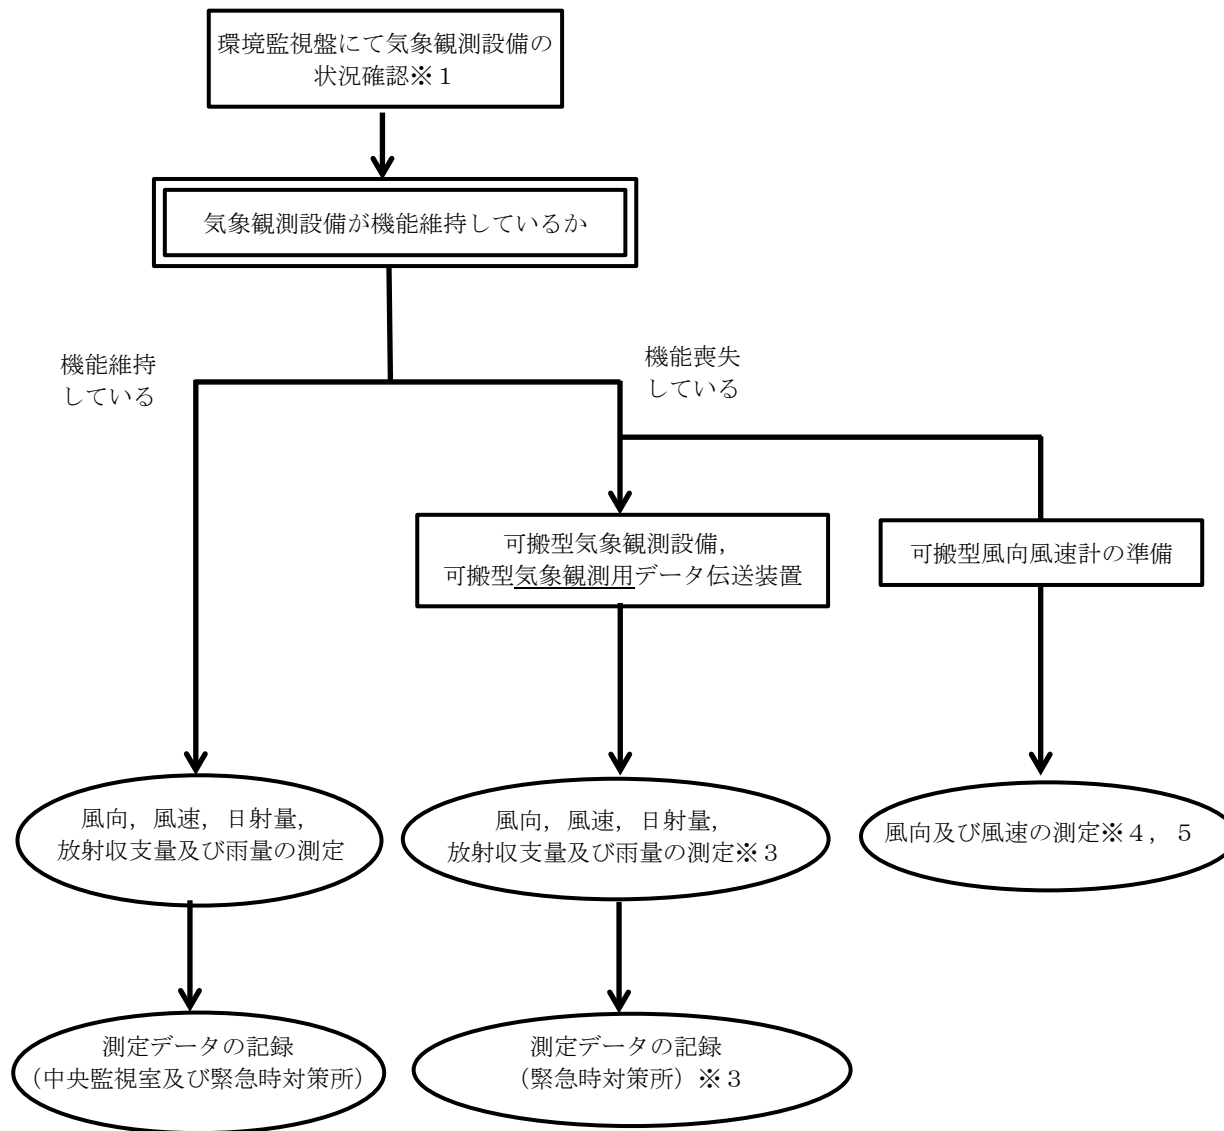 環境監視盤にて気象観測設備の
状況確認※１
気象観測設備が機能維持しているか
機能維持
している
機能喪失
している
可搬型気象観測設備，
可搬型気象観測用データ伝送装置
可搬型風向風速計の準備
風向，風速，日射量，
放射収支量及び雨量の測定
風向，風速，日射量，
放射収支量及び雨量の測定※３
風向及び風速の測定※４，５
測定データの記録
（中央監視室及び緊急時対策所）
測定データの記録
（緊急時対策所）※３